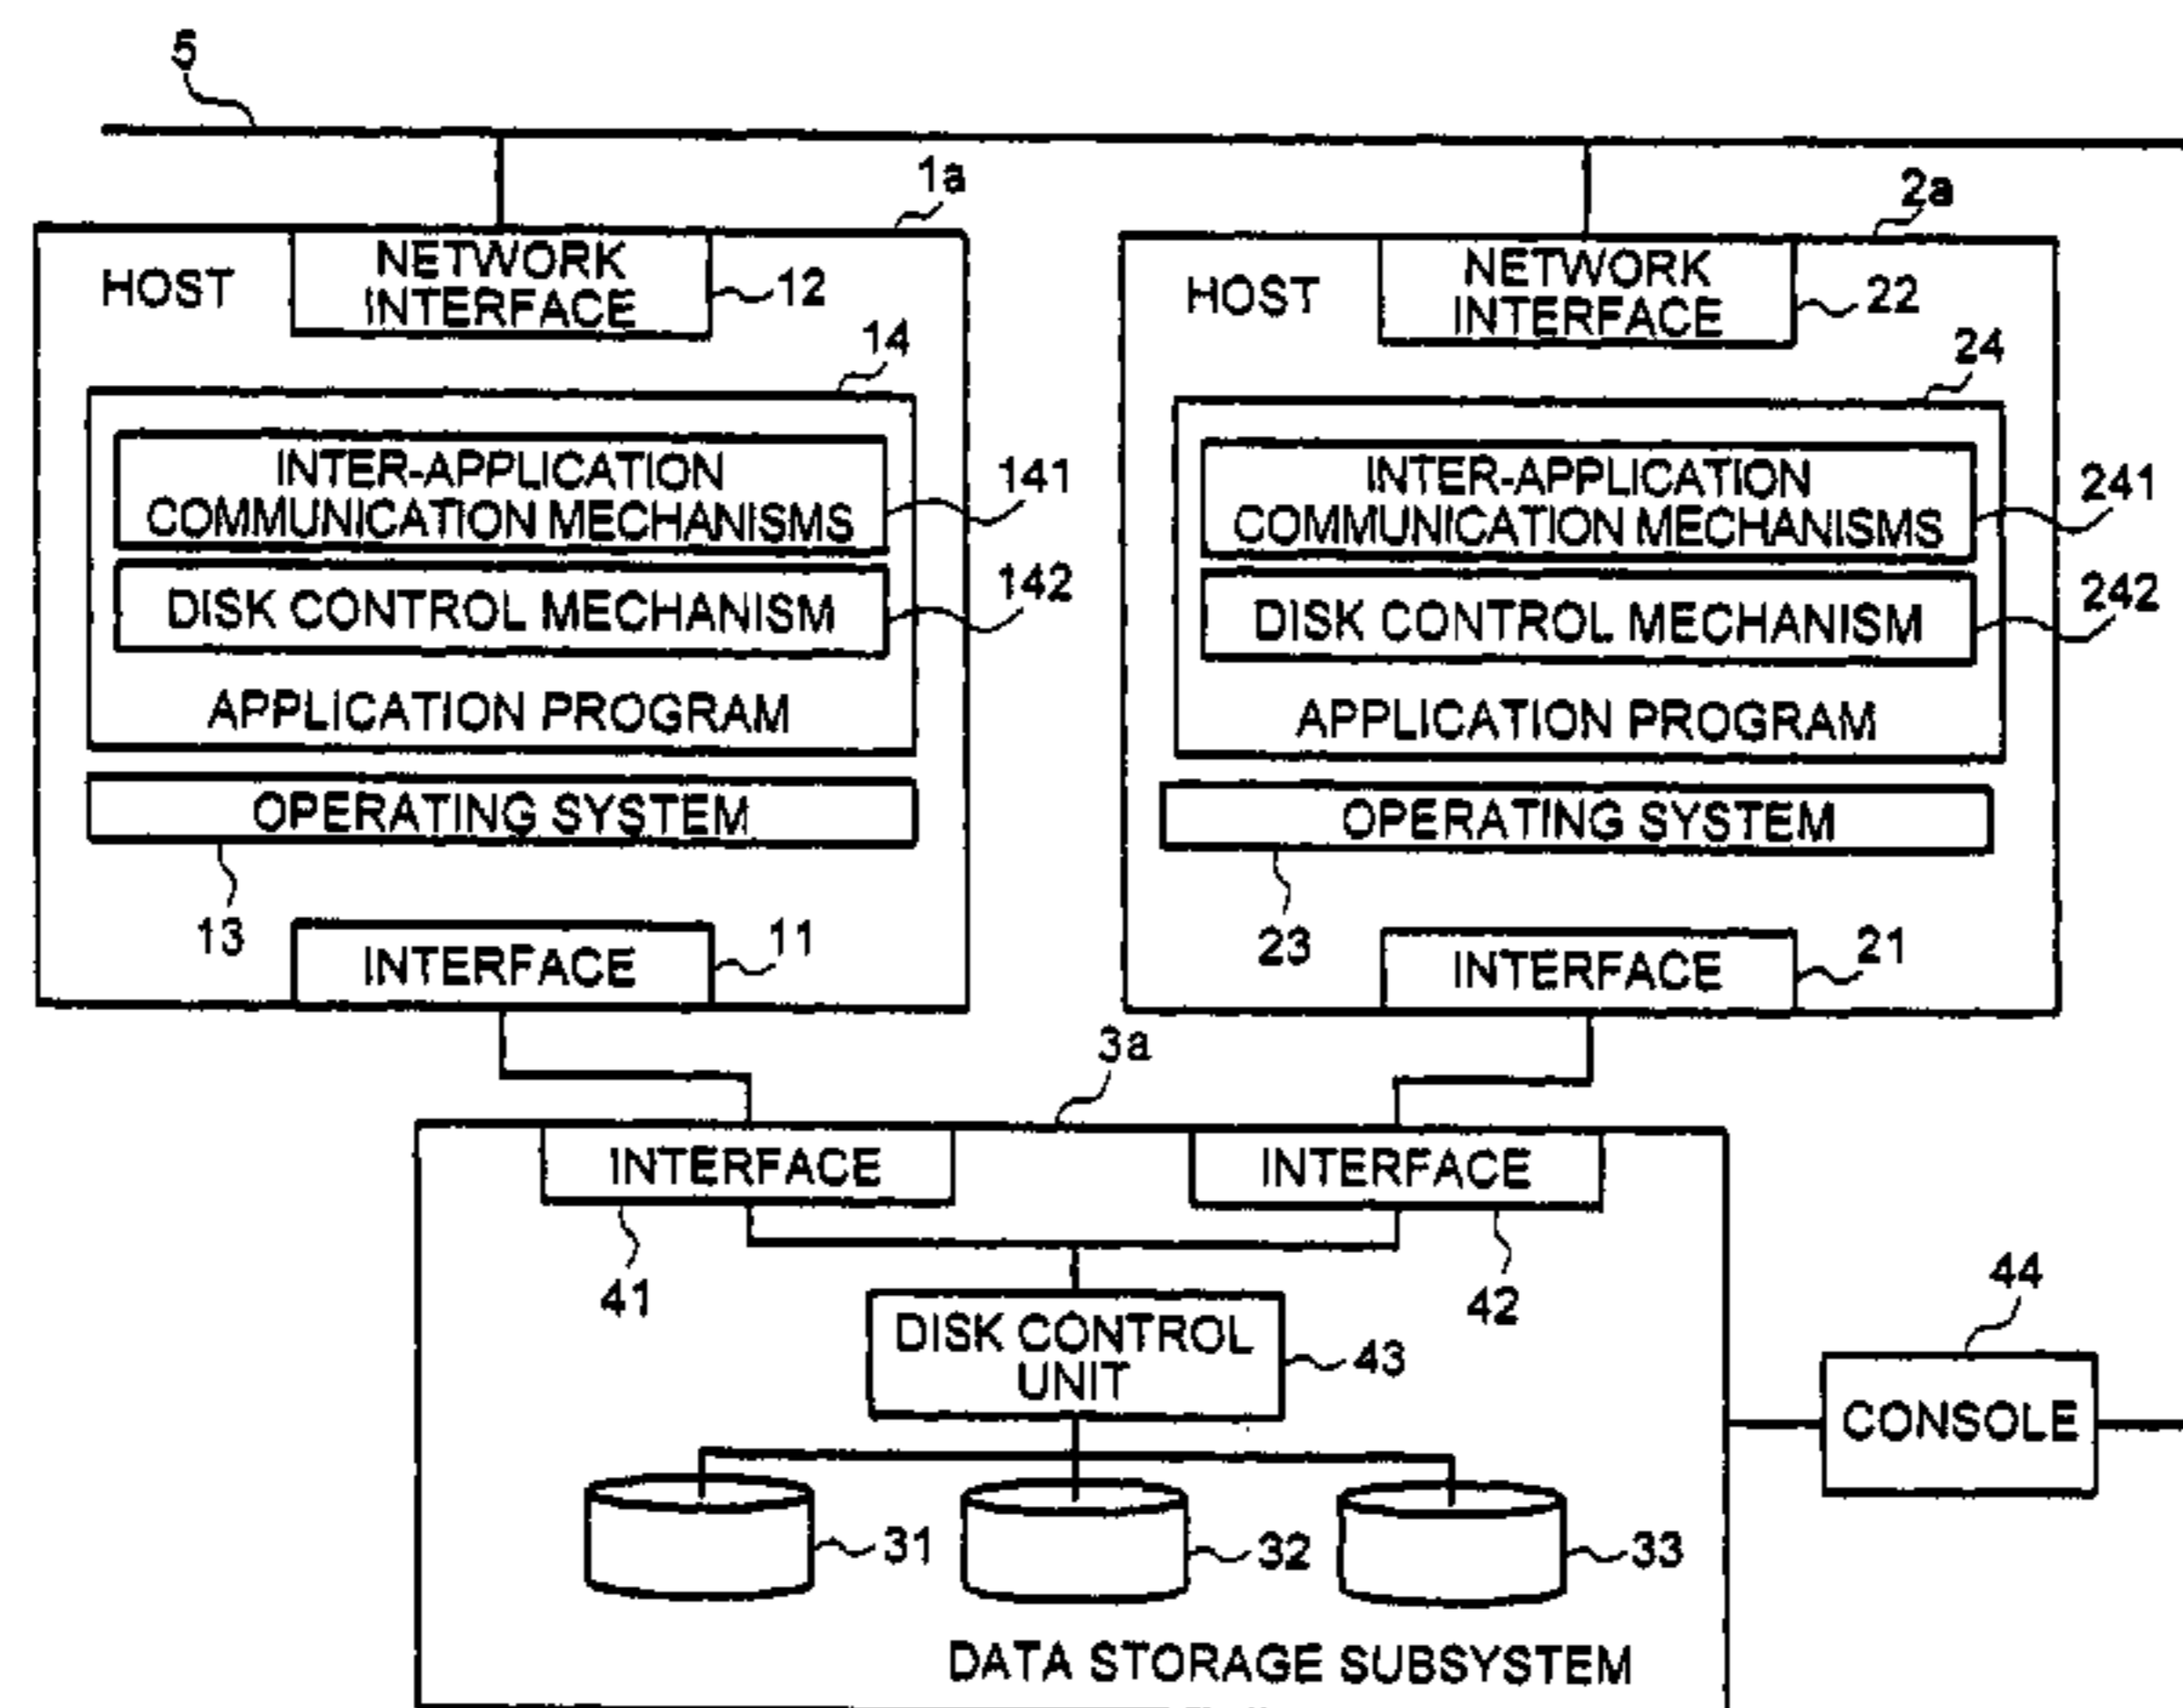 5
1a
2a
HOST
NETWORK
INTERFACE
12
HOST
NETWORK
INTERFACE
22
14
24
INTER-APPLICATION
COMMUNICATION MECHANISMS
141
INTER-APPLICATION
COMMUNICATION MECHANISMS
241
DISK CONTROL MECHANISM
142
DISK CONTROL MECHANISM
242
APPLICATION PROGRAM
APPLICATION PROGRAM
OPERATING SYSTEM
OPERATING SYSTEM
13
INTERFACE
11
23
INTERFACE
21
3a
INTERFACE
INTERFACE
41
42
44
DISK CONTROL
UNIT
43
CONSOLE
31
32
33
DATA STORAGE SUBSYSTEM